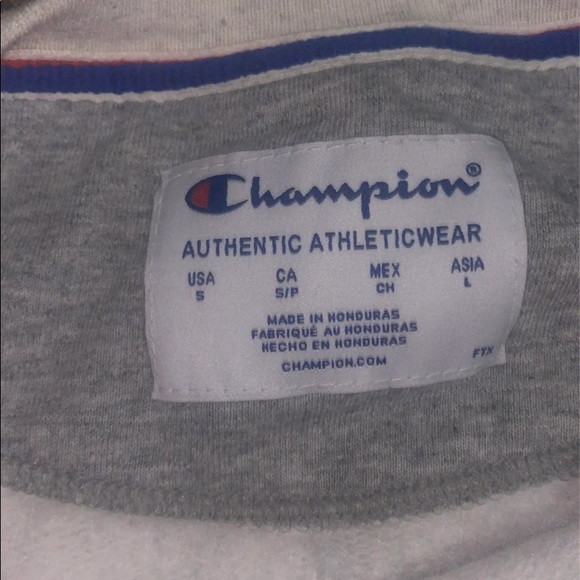 Champion®
AUTHENTIC ATHLETICWEAR
USA CA MEX ASIA
S S/P CH L
MADE IN HONDURAS
FABRIQUÉ AU HONDURAS
HECHO EN HONDURAS
CHAMPION.COM
FTX